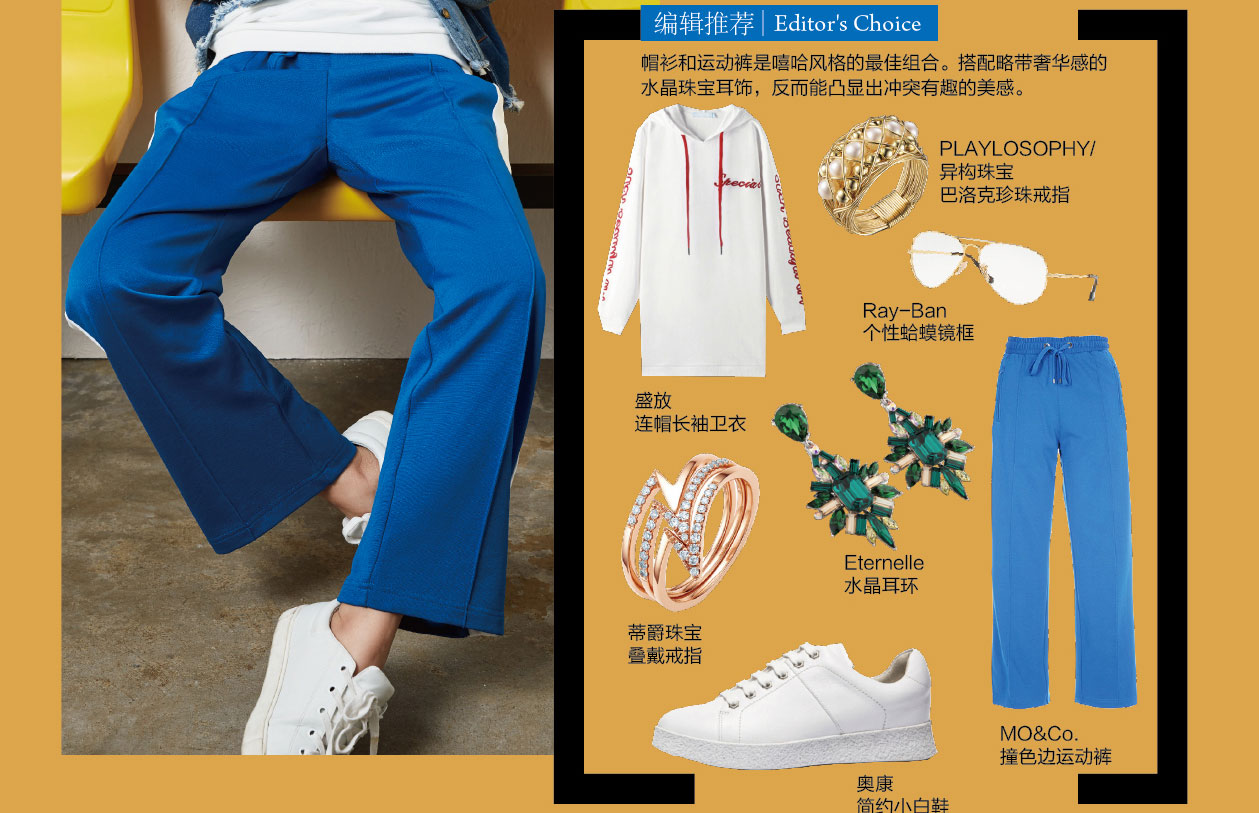 编辑推荐 | Editor's Choice
帽衫和运动裤是嘻哈风格的最佳组合。搭配略带奢华感的
水晶珠宝耳饰，反而能凸显出冲突有趣的美感。
Special
PLAYLOSOPHY/
异构珠宝
巴洛克珍珠戒指
Ray-Ban
个性蛤蟆镜框
盛放
连帽长袖卫衣
Eternelle
水晶耳环
蒂爵珠宝
叠戴戒指
MO&Co.
撞色边运动裤
奥康
简约小白鞋